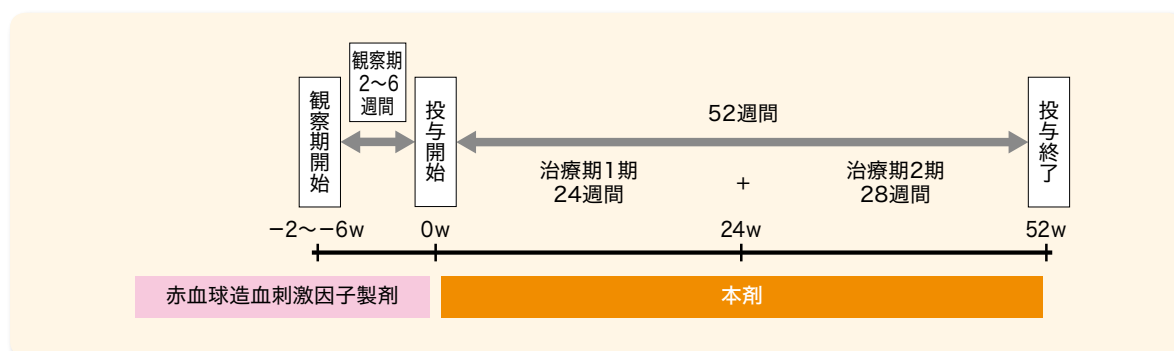 観察期
2〜6
週間
観察期開始
投与開始
52週間
投与終了
治療期1期
24週間
+
治療期2期
28週間
−2〜−6w
0w
24w
52w
赤血球造血刺激因子製剤
本剤